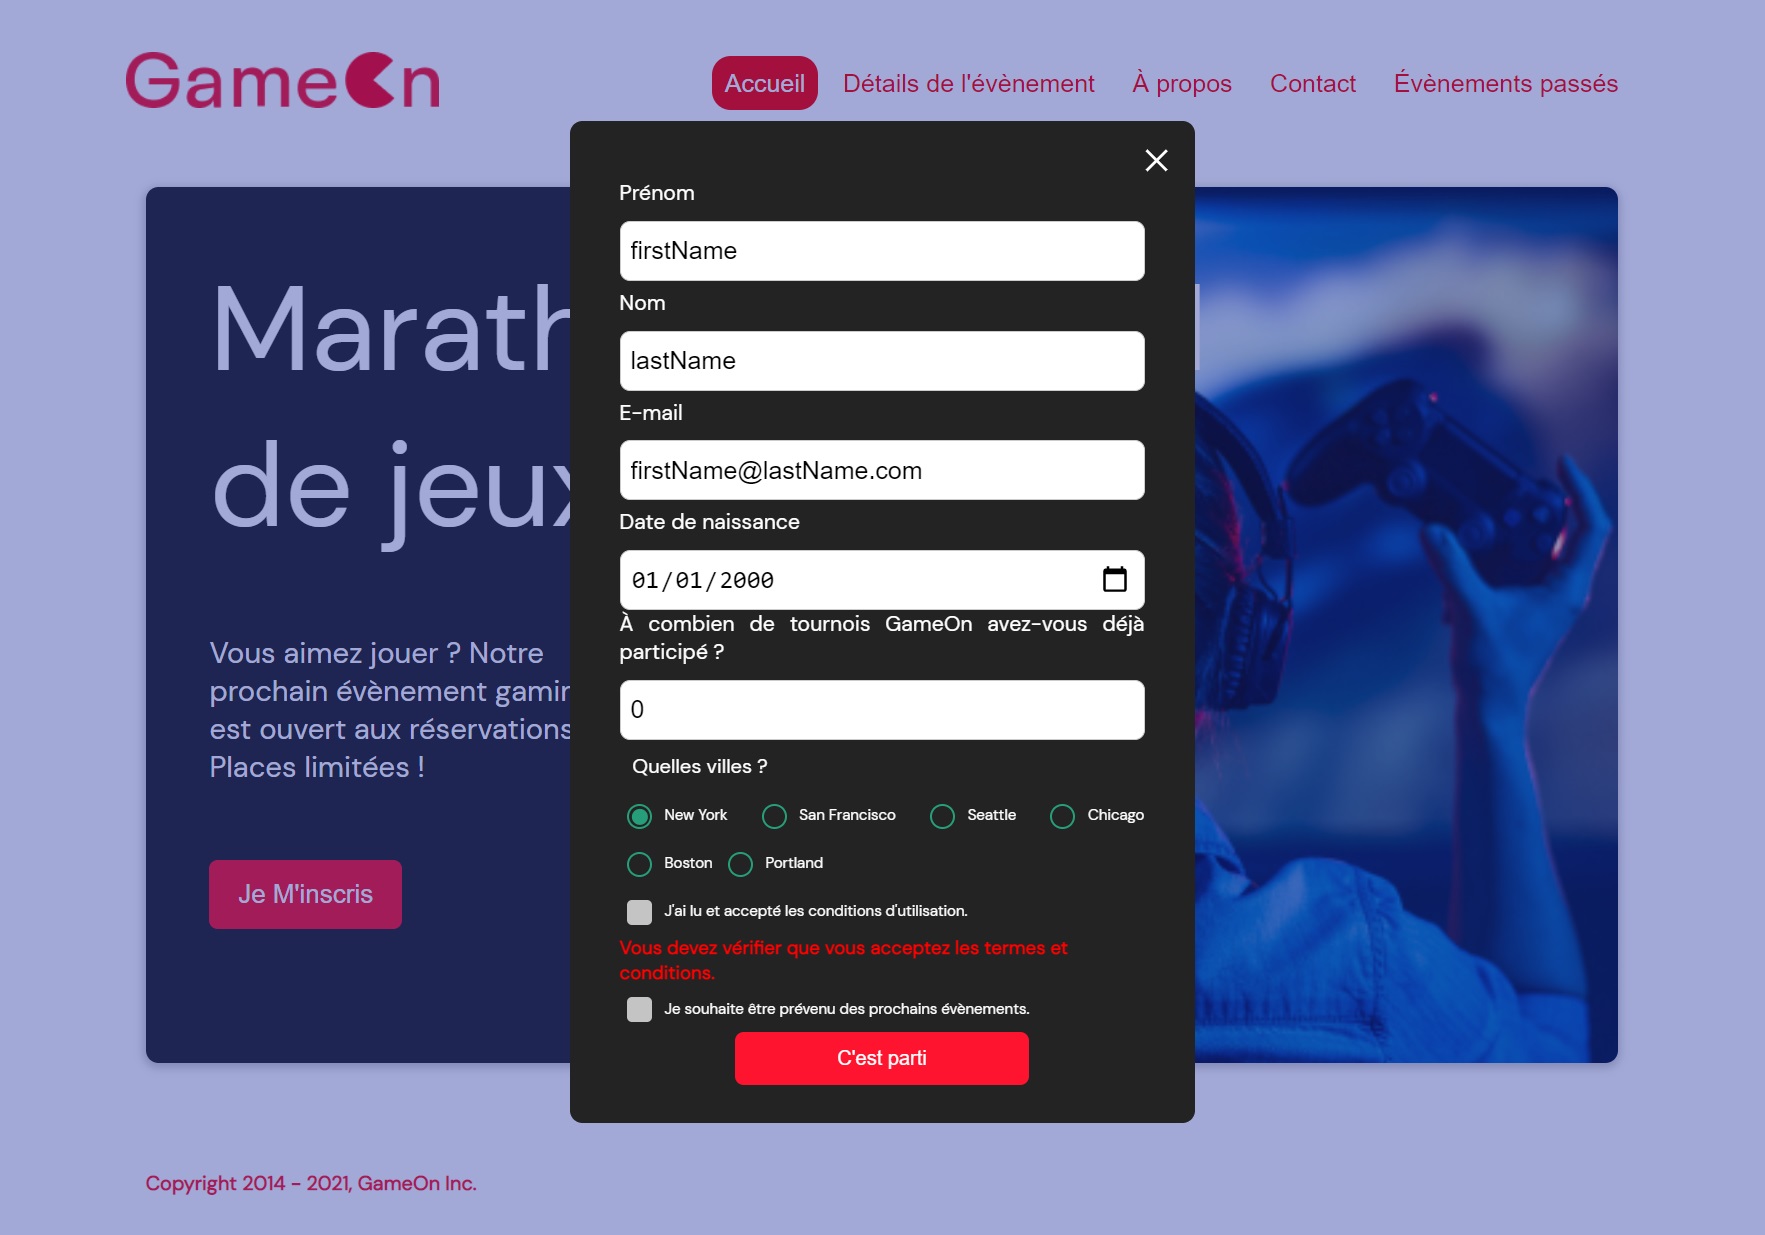 GameOn
Accueil
Détails de l'évènement
À propos
Contact
Évènements passés
Prénom
firstName
Nom
lastName
E-mail
firstName@lastName.com
Date de naissance
01/01/2000
À combien de tournois GameOn avez-vous déjà
participé ?
0
Quelles villes ?
New York
San Francisco
Seattle
Chicago
Boston
Portland
J'ai lu et accepté les conditions d'utilisation.
Vous devez vérifier que vous acceptez les termes et
conditions.
Je souhaite être prévenu des prochains évènements.
C'est parti
de jeux
Vous aimez jouer ? Notre
prochain évènement
est ouvert aux réservations
Places limitées !
Je M'inscris
Copyright 2014 - 2021, GameOn Inc.